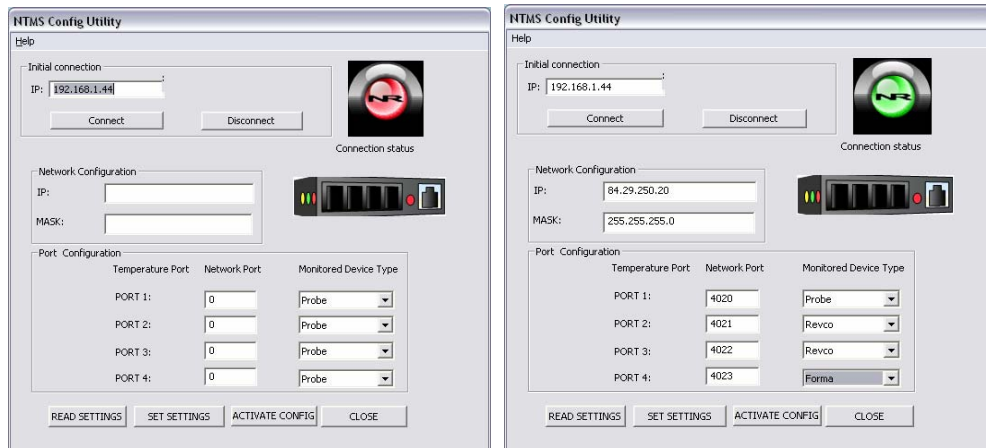 NTMS Config Utility
Help
Initial connection
IP: 192.168.1.44
Connect Disconnect
NR
Connection status
Network Configuration
IP:
MASK:
Port Configuration
Temperature Port Network Port Monitored Device Type
PORT 1: 0 Probe
PORT 2: 0 Probe
PORT 3: 0 Probe
PORT 4: 0 Probe
READ SETTINGS SET SETTINGS ACTIVATE CONFIG CLOSE
NTMS Config Utility
Help
Initial connection
IP: 192.168.1.44
Connect Disconnect
NR
Connection status
Network Configuration
IP: 84.29.250.20
MASK: 255.255.255.0
Port Configuration
Temperature Port Network Port Monitored Device Type
PORT 1: 4020 Probe
PORT 2: 4021 Revco
PORT 3: 4022 Revco
PORT 4: 4023 Forma
READ SETTINGS SET SETTINGS ACTIVATE CONFIG CLOSE